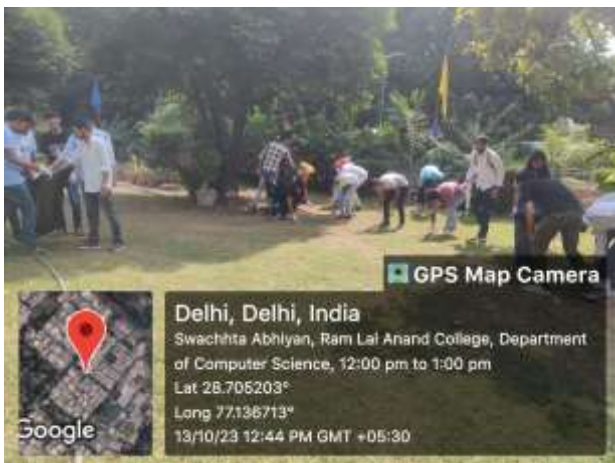 GPS Map Camera
Delhi, Delhi, India
Swachhta Abhiyan, Ram Lal Anand College, Department
of Computer Science, 12:00 pm to 1:00 pm
Lat 28.705203°
Long 77.136713°
13/10/23 12:44 PM GMT +05:30
Google